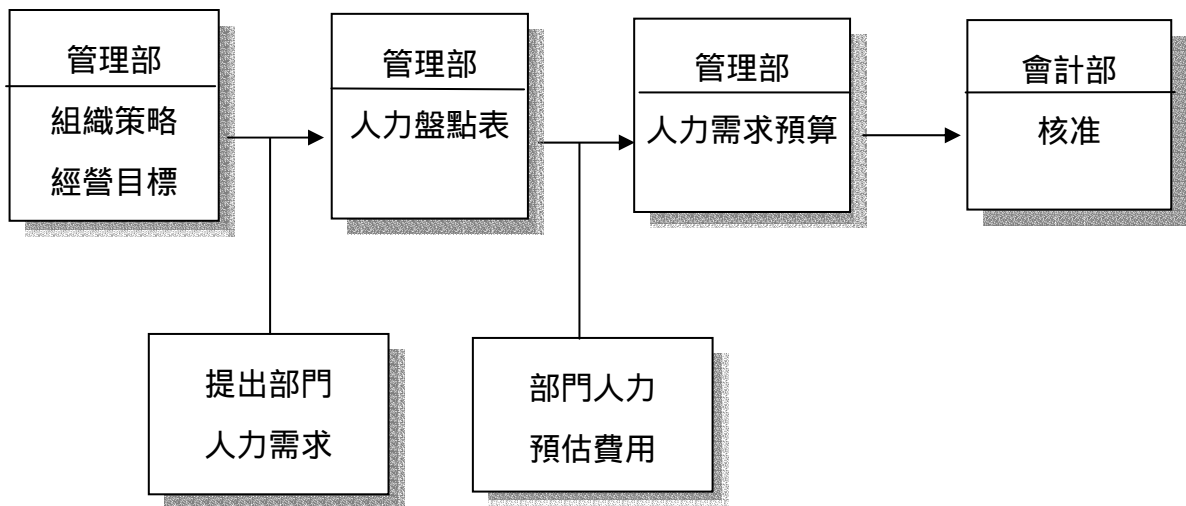 管理部
組織策略
經營目標
管理部
人力盤點表
管理部
人力需求預算
會計部
核准
提出部門
人力需求
部門人力
預估費用